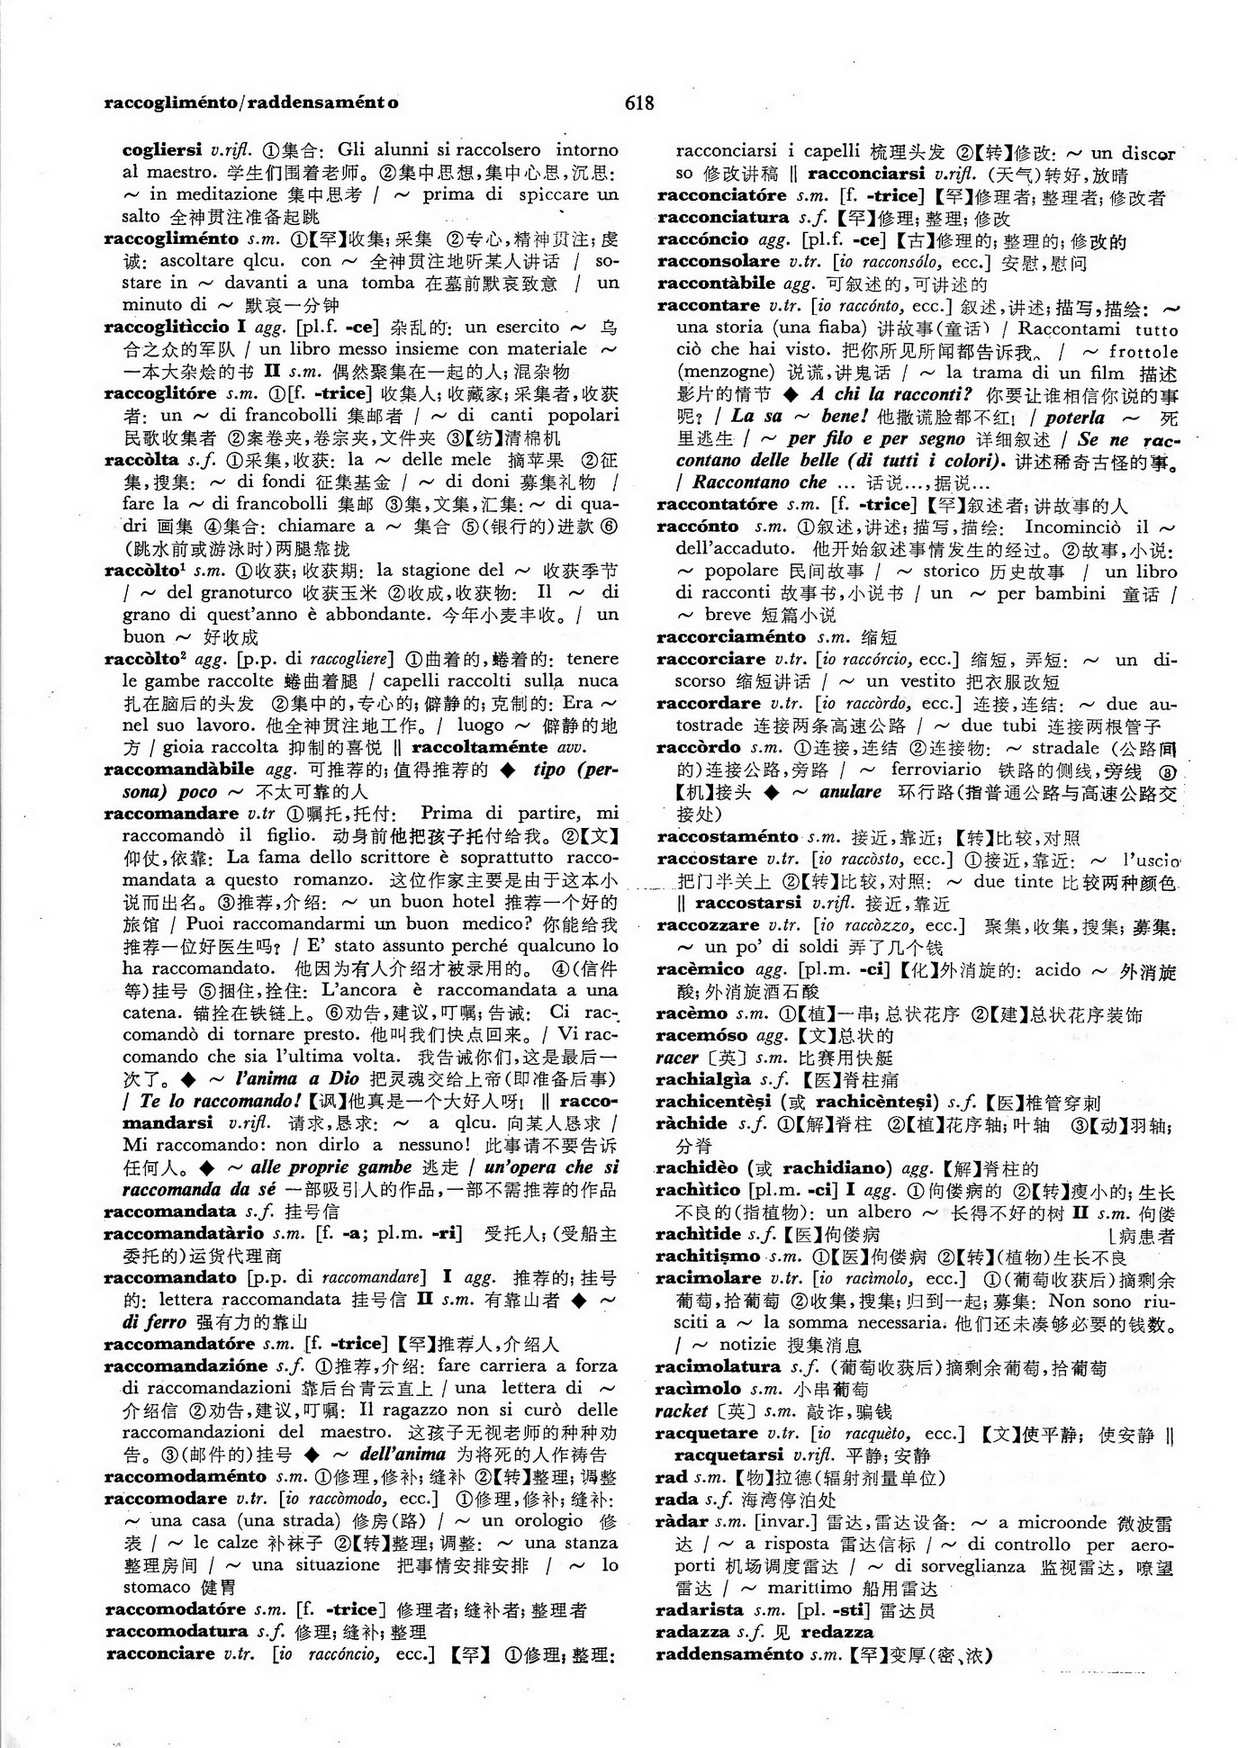 raccogliménto/raddensaménto
618
cogliersi v.rifl. ①集合: Gli alunni si raccolsero intorno
al maestro. 学生们围着老师。②集中思想,集中心思,沉思:
~ in meditazione 集中思考 / ~ prima di spiccare un
salto 全神贯注准备起跳
raccogliménto s.m. ①【罕】收集; 采集 ②专心,精神贯注; 虔
诚: ascoltare qlcu. con ~ 全神贯注地听某人讲话 / so-
stare in ~ davanti a una tomba 在墓前默哀致意 / un
minuto di ~ 默哀一分钟
raccogliticcio I agg. [pl.f. -ce] 杂乱的: un esercito ~ 乌
合之众的军队 / un libro messo insieme con materiale ~
一本大杂烩的书 II s.m. 偶然聚集在一起的人; 混杂物
raccoglitóre s.m. ①[f. -trice] 收集人; 收藏家; 采集者,收获
者: un ~ di francobolli 集邮者 / ~ di canti popolari
民歌收集者 ②案卷夹,卷宗夹,文件夹 ③【纺】清棉机
raccòlta s.f. ①采集,收获: la ~ delle mele 摘苹果 ②征
集,搜集: ~ di fondi 征集基金 / ~ di doni 募集礼物 /
fare la ~ di francobolli 集邮 ③集,文集,汇集: ~ di qua-
dri 画集 ④集合: chiamare a ~ 集合 ⑤(银行的)进款 ⑥
(跳水前或游泳时)两腿靠拢
raccòlto¹ s.m. ①收获; 收获期: la stagione del ~ 收获季节
/ ~ del granoturco 收获玉米 ②收成,收获物: Il ~ di
grano di quest'anno è abbondante. 今年小麦丰收。/ un
buon ~ 好收成
raccòlto² agg. [p.p. di raccogliere] ①曲着的,蜷着的: tenere
le gambe raccolte 蜷曲着腿 / capelli raccolti sulla nuca
扎在脑后的头发 ②集中的,专心的; 僻静的; 克制的: Era ~
nel suo lavoro. 他全神贯注地工作。/ luogo ~ 僻静的地
方 / gioia raccolta 抑制的喜悦 ‖ raccoltaménte avv.
raccomandàbile agg. 可推荐的; 值得推荐的 ◆ tipo (per-
sona) poco ~ 不太可靠的人
raccomandare v.tr ①嘱托,托付: Prima di partire, mi
raccomandò il figlio. 动身前他把孩子托付给我。②【文】
仰仗,依靠: La fama dello scrittore è soprattutto racco-
mandata a questo romanzo. 这位作家主要是由于这本小
说而出名。③推荐,介绍: ~ un buon hotel 推荐一个好的
旅馆 / Puoi raccomandarmi un buon medico? 你能给我
推荐一位好医生吗? / E' stato assunto perché qualcuno lo
ha raccomandato. 他因为有人介绍才被录用的。 ④(信件
等)挂号 ⑤捆住,拴住: L'ancora è raccomandata a una
catena. 锚拴在铁链上。⑥劝告,建议,叮嘱; 告诫: Ci rac-
comandò di tornare presto. 他叫我们快点回来。/ Vi rac-
comando che sia l'ultima volta. 我告诫你们,这是最后一
次了。◆ ~ l'anima a Dio 把灵魂交给上帝(即准备后事)
/ Te lo raccomando!【讽】他真是一个大好人呀! ‖ racco-
mandarsi v.rifl. 请求,恳求: ~ a qlcu. 向某人恳求 /
Mi raccomando: non dirlo a nessuno! 此事请不要告诉
任何人。◆ ~ alle proprie gambe 逃走 / un'opera che si
raccomanda da sé 一部吸引人的作品,一部不需推荐的作品
raccomandata s.f. 挂号信
raccomandatàrio s.m. [f. -a; pl.m. -ri] 受托人; (受船主
委托的)运货代理商
raccomandato [p.p. di raccomandare] I agg. 推荐的; 挂号
的: lettera raccomandata 挂号信 II s.m. 有靠山者 ◆ ~
di ferro 强有力的靠山
raccomandatóre s.m. [f. -trice]【罕】推荐人,介绍人
raccomandazióne s.f. ①推荐,介绍: fare carriera a forza
di raccomandazioni 靠后台青云直上 / una lettera di ~
介绍信 ②劝告,建议,叮嘱: Il ragazzo non si curò delle
raccomandazioni del maestro. 这孩子无视老师的种种劝
告。③(邮件的)挂号 ◆ ~ dell'anima 为将死的人作祷告
raccomodaménto s.m. ①修理,修补; 缝补 ②【转】整理; 调整
raccomodare v.tr. [io raccòmodo, ecc.] ①修理,修补; 缝补:
~ una casa (una strada) 修房(路) / ~ un orologio 修
表 / ~ le calze 补袜子 ②【转】整理; 调整: ~ una stanza
整理房间 / ~ una situazione 把事情安排安排 / ~ lo
stomaco 健胃
raccomodatóre s.m. [f. -trice] 修理者; 缝补者; 整理者
raccomodatura s.f. 修理; 缝补; 整理
racconciare v.tr. [io raccóncio, ecc.]【罕】 ①修理; 整理:
racconciarsi i capelli 梳理头发 ②【转】修改: ~ un discor
so 修改讲稿 ‖ racconciarsi v.rifl. (天气)转好,放晴
racconciatóre s.m. [f. -trice]【罕】修理者; 整理者; 修改者
racconciatura s.f.【罕】修理; 整理; 修改
raccóncio agg. [pl.f. -ce]【古】修理的; 整理的; 修改的
racconsolare v.tr. [io racconsólo, ecc.] 安慰,慰问
raccontàbile agg. 可叙述的,可讲述的
raccontare v.tr. [io raccónto, ecc.] 叙述,讲述; 描写,描绘: ~
una storia (una fiaba) 讲故事(童话) / Raccontami tutto
ciò che hai visto. 把你所见所闻都告诉我。 / ~ frottole
(menzogne) 说谎,讲鬼话 / ~ la trama di un film 描述
影片的情节 ◆ A chi la racconti? 你要让谁相信你说的事
呢? / La sa ~ bene! 他撒谎脸都不红! / poterla ~ 死
里逃生 / ~ per filo e per segno 详细叙述 / Se ne rac-
contano delle belle (di tutti i colori). 讲述稀奇古怪的事。
/ Raccontano che … 话说…,据说…
raccontatóre s.m. [f. -trice]【罕】叙述者; 讲故事的人
raccónto s.m. ①叙述,讲述; 描写,描绘: Incominciò il ~
dell'accaduto. 他开始叙述事情发生的经过。②故事,小说:
~ popolare 民间故事 / ~ storico 历史故事 / un libro
di racconti 故事书,小说书 / un ~ per bambini 童话 /
~ breve 短篇小说
raccorciaménto s.m. 缩短
raccorciare v.tr. [io raccórcio, ecc.] 缩短, 弄短: ~ un di-
scorso 缩短讲话 / ~ un vestito 把衣服改短
raccordare v.tr. [io raccòrdo, ecc.] 连接,连结: ~ due au-
tostrade 连接两条高速公路 / ~ due tubi 连接两根管子
raccòrdo s.m. ①连接,连结 ②连接物: ~ stradale (公路间
的)连接公路,旁路 / ~ ferroviario 铁路的侧线,旁线 ③
【机】接头 ◆ ~ anulare 环行路(指普通公路与高速公路交
接处)
raccostaménto s.m. 接近,靠近; 【转】比较,对照
raccostare v.tr. [io raccòsto, ecc.] ①接近,靠近: ~ l'uscio
把门半关上 ②【转】比较,对照: ~ due tinte 比较两种颜色
‖ raccostarsi v.rifl. 接近,靠近
raccozzare v.tr. [io raccòzzo, ecc.] 聚集,收集,搜集; 募集:
~ un po' di soldi 弄了几个钱
racèmico agg. [pl.m. -ci]【化】外消旋的: acido ~ 外消旋
酸; 外消旋酒石酸
racèmo s.m. ①【植】一串; 总状花序 ②【建】总状花序装饰
racemóso agg.【文】总状的
racer〔英〕s.m. 比赛用快艇
rachialgìa s.f.【医】脊柱痛
rachicentèsi (或 rachicèntesi) s.f.【医】椎管穿刺
ràchide s.f. ①【解】脊柱 ②【植】花序轴; 叶轴 ③【动】羽轴;
分脊
rachidèo (或 rachidiano) agg.【解】脊柱的
rachìtico [pl.m. -ci] I agg. ①佝偻病的 ②【转】瘦小的; 生长
不良的(指植物): un albero ~ 长得不好的树 II s.m. 佝偻
rachìtide s.f.【医】佝偻病 ⌊病患者
rachitismo s.m. ①【医】佝偻病 ②【转】(植物)生长不良
racimolare v.tr. [io racìmolo, ecc.] ①(葡萄收获后)摘剩余
葡萄,拾葡萄 ②收集,搜集; 归到一起; 募集: Non sono riu-
sciti a ~ la somma necessaria. 他们还未凑够必要的钱数。
/ ~ notizie 搜集消息
racimolatura s.f. (葡萄收获后)摘剩余葡萄,拾葡萄
racìmolo s.m. 小串葡萄
racket〔英〕s.m. 敲诈,骗钱
racquetare v.tr. [io racquèto, ecc.] 【文】使平静; 使安静 ‖
racquetarsi v.rifl. 平静; 安静
rad s.m.【物】拉德(辐射剂量单位)
rada s.f. 海湾停泊处
ràdar s.m. [invar.] 雷达,雷达设备: ~ a microonde 微波雷
达 / ~ a risposta 雷达信标 / ~ di controllo per aero-
porti 机场调度雷达 / ~ di sorveglianza 监视雷达, 嘹望
雷达 / ~ marittimo 船用雷达
radarista s.m. [pl. -sti] 雷达员
radazza s.f. 见 redazza
raddensaménto s.m.【罕】变厚(密、浓)